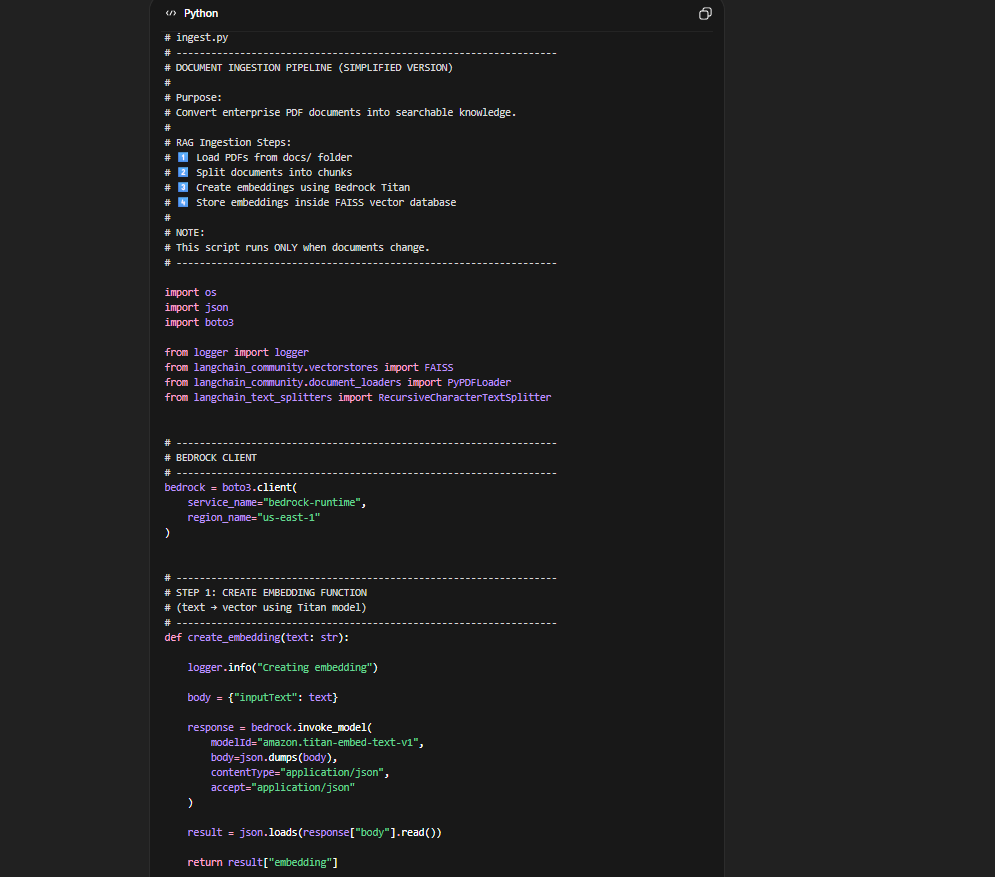 Python
# ingest.py
# ------------------------------------------------------------------
# DOCUMENT INGESTION PIPELINE (SIMPLIFIED VERSION)
#
# Purpose:
# Convert enterprise PDF documents into searchable knowledge.
#
# RAG Ingestion Steps:
# 1️⃣ Load PDFs from docs/ folder
# 2️⃣ Split documents into chunks
# 3️⃣ Create embeddings using Bedrock Titan
# 4️⃣ Store embeddings inside FAISS vector database
#
# NOTE:
# This script runs ONLY when documents change.
# ------------------------------------------------------------------
import os
import json
import boto3
from logger import logger
from langchain_community.vectorstores import FAISS
from langchain_community.document_loaders import PyPDFLoader
from langchain_text_splitters import RecursiveCharacterTextSplitter
# ------------------------------------------------------------------
# BEDROCK CLIENT
# ------------------------------------------------------------------
bedrock = boto3.client(
    service_name="bedrock-runtime",
    region_name="us-east-1"
)
# ------------------------------------------------------------------
# STEP 1: CREATE EMBEDDING FUNCTION
# (text → vector using Titan model)
# ------------------------------------------------------------------
def create_embedding(text: str):
    logger.info("Creating embedding")
    body = {"inputText": text}
    response = bedrock.invoke_model(
        modelId="amazon.titan-embed-text-v1",
        body=json.dumps(body),
        contentType="application/json",
        accept="application/json"
    )
    result = json.loads(response["body"].read())
    return result["embedding"]